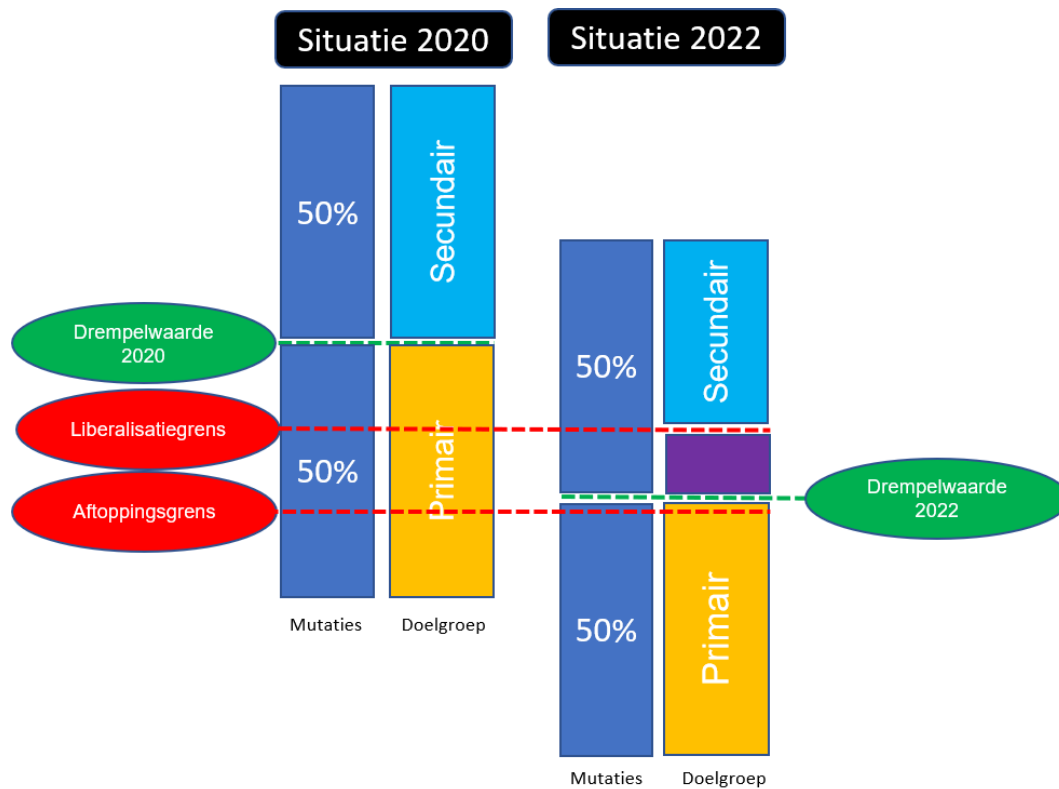 Situatie 2020
Situatie 2022
50%
Secundair
50%
Secundair
Drempelwaarde
2020
Liberalisatiegrens
Aftoppingsgrens
50%
Primair
Drempelwaarde
2022
50%
Primair
Mutaties
Doelgroep
Mutaties
Doelgroep